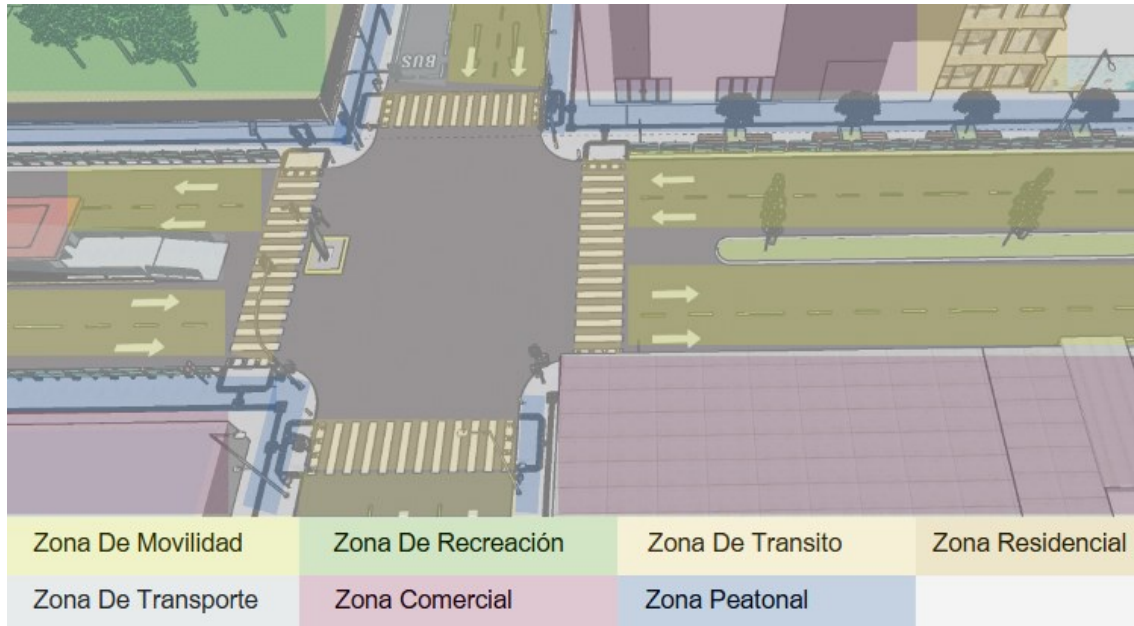 BUS
Zona De Movilidad
Zona De Recreación
Zona De Transito
Zona Residencial
Zona De Transporte
Zona Comercial
Zona Peatonal